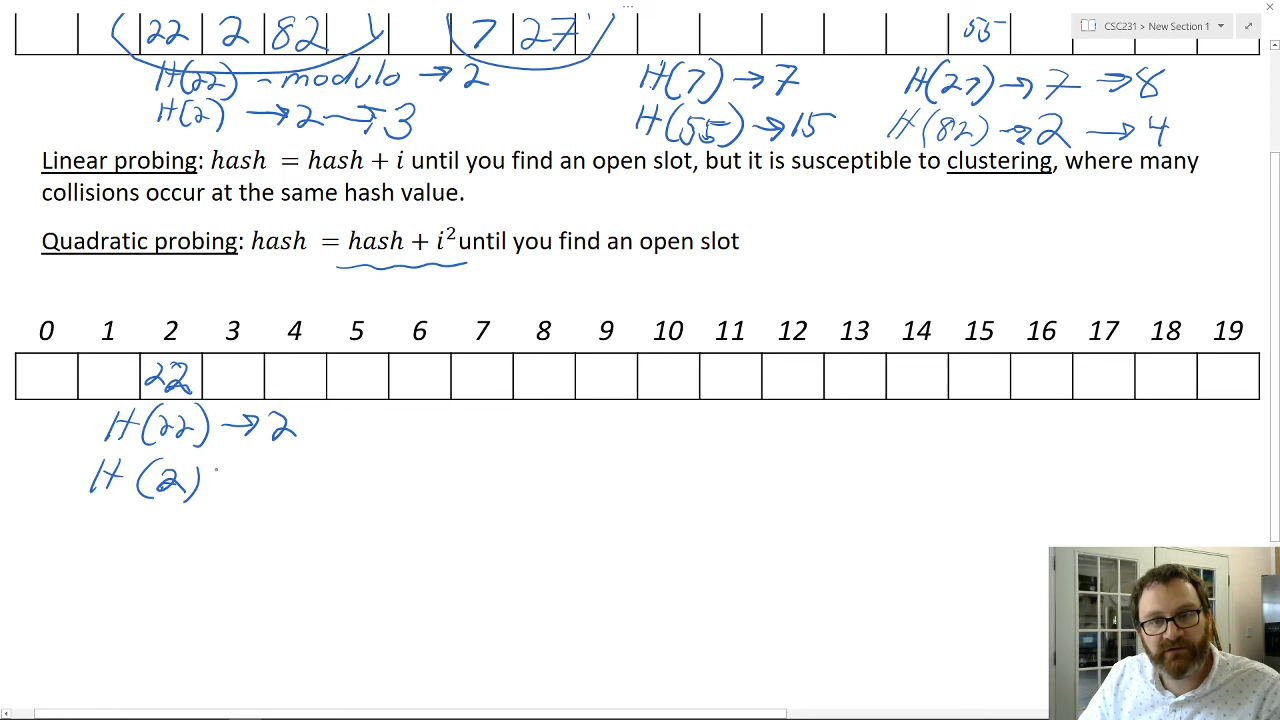 CSC231 > New Section 1
22 2 82 7 27 55
H(22) - modulo → 2 H(7) → 7 H(27) → 7 → 8
H(2) → 2 → 3 H(55) → 15 H(82) → 2 → 4
Linear probing: hash = hash + i until you find an open slot, but it is susceptible to clustering, where many
collisions occur at the same hash value.
Quadratic probing: hash = hash + i² until you find an open slot
0 1 2 3 4 5 6 7 8 9 10 11 12 13 14 15 16 17 18 19
22
H(22) → 2
H(2)